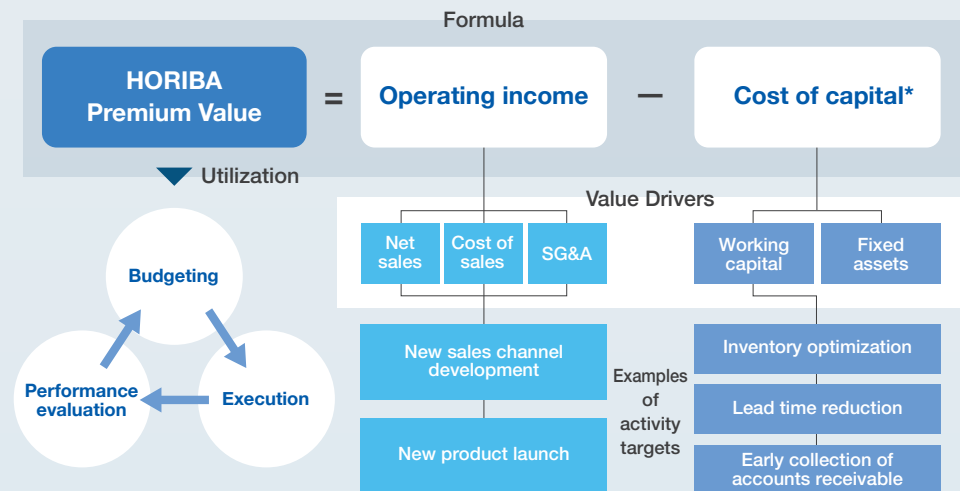 Formula
HORIBA
Premium Value
=
Operating income
—
Cost of capital*
Utilization
Value Drivers
Net
sales
Cost of
sales
SG&A
Working
capital
Fixed
assets
Budgeting
Performance
evaluation
Execution
New sales channel
development
New product launch
Examples
of
activity
targets
Inventory optimization
Lead time reduction
Early collection of
accounts receivable